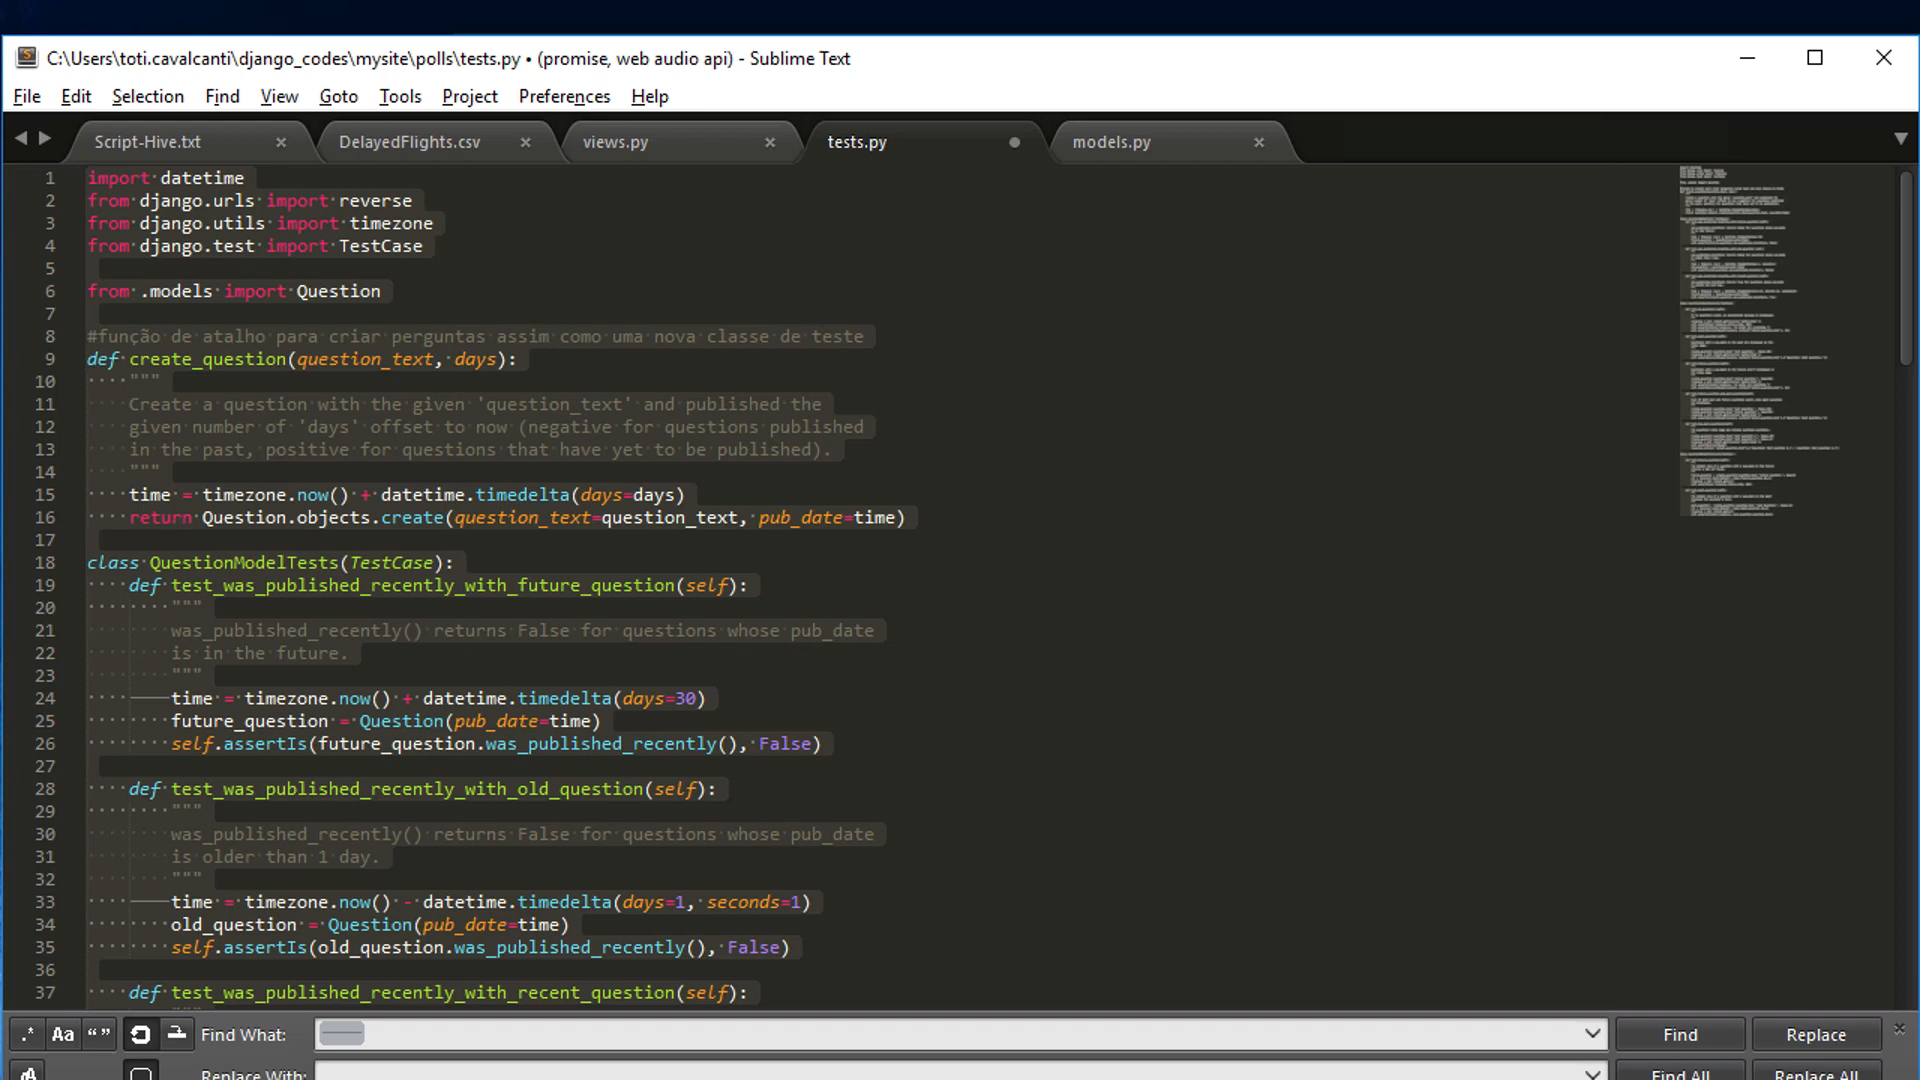 C:\Users\toti.cavalcanti\django_codes\mysite\polls\tests.py • (promise, web audio api) - Sublime Text
File Edit Selection Find View Goto Tools Project Preferences Help
Script-Hive.txt DelayedFlights.csv views.py tests.py models.py
1 import datetime
2 from django.urls import reverse
3 from django.utils import timezone
4 from django.test import TestCase
5
6 from .models import Question
7
8 #função de atalho para criar perguntas assim como uma nova classe de teste
9 def create_question(question_text, days):
10 """
11 Create a question with the given 'question_text' and published the
12 given number of 'days' offset to now (negative for questions published
13 in the past, positive for questions that have yet to be published).
14 """
15 time = timezone.now() + datetime.timedelta(days=days)
16 return Question.objects.create(question_text=question_text, pub_date=time)
17
18 class QuestionModelTests(TestCase):
19 def test_was_published_recently_with_future_question(self):
20 """
21 was_published_recently() returns False for questions whose pub_date
22 is in the future.
23 """
24 time = timezone.now() + datetime.timedelta(days=30)
25 future_question = Question(pub_date=time)
26 self.assertIs(future_question.was_published_recently(), False)
27
28 def test_was_published_recently_with_old_question(self):
29 """
30 was_published_recently() returns False for questions whose pub_date
31 is older than 1 day.
32 """
33 time = timezone.now() - datetime.timedelta(days=1, seconds=1)
34 old_question = Question(pub_date=time)
35 self.assertIs(old_question.was_published_recently(), False)
36
37 def test_was_published_recently_with_recent_question(self):
.* Aa “ ” Find What: Find Replace
Replace With: Find All Replace All